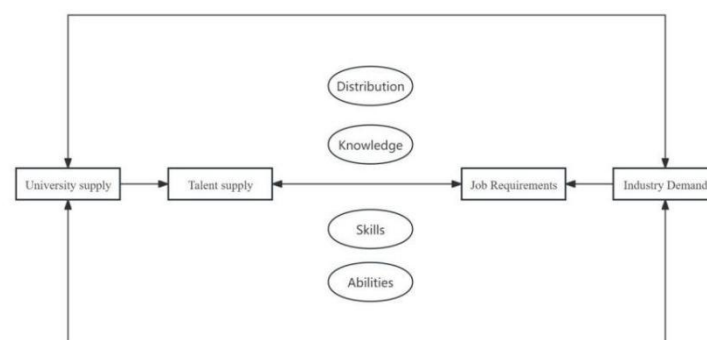 Distribution
Knowledge
University supply
Talent supply
Job Requirements
Industry Demand
Skills
Abilities